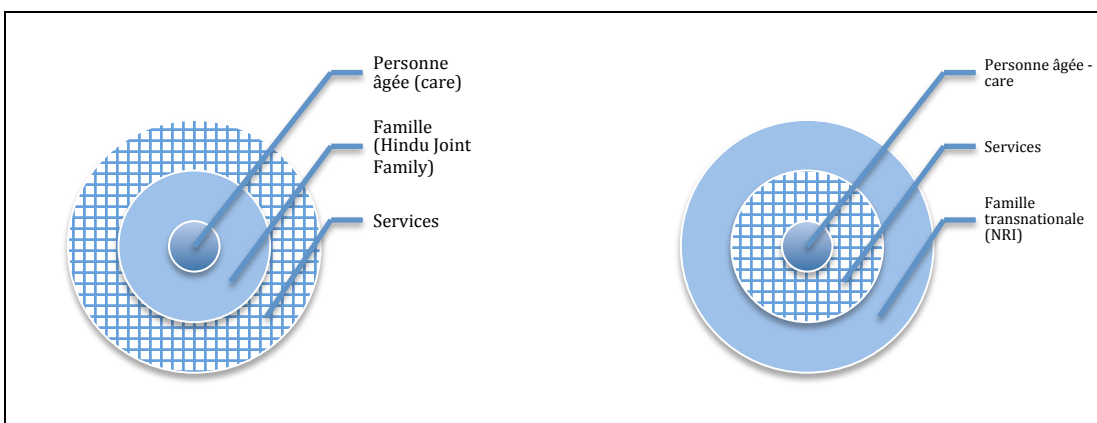 Personne
âgée (care)
Famille
(Hindu Joint
Family)
Services
Personne âgée -
care
Services
Famille
transnationale
(NRI)